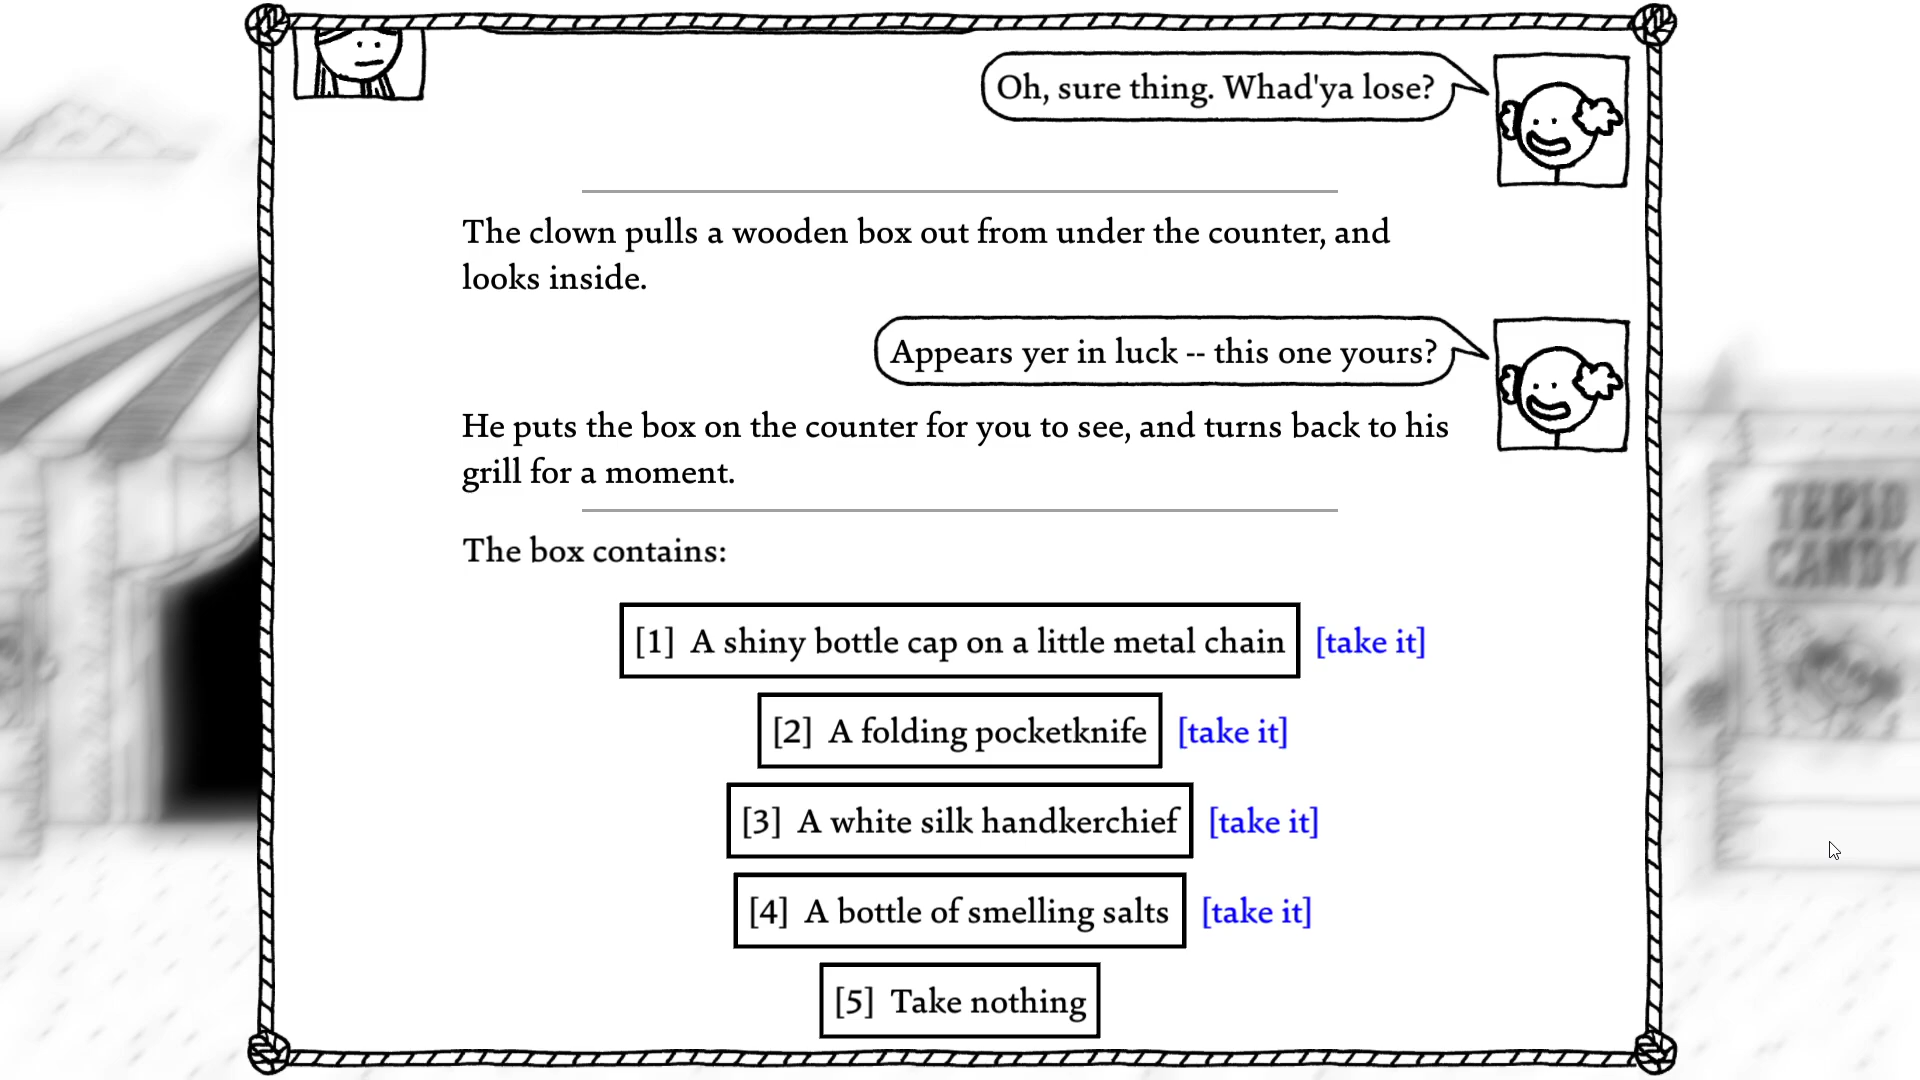 Oh, sure thing. Whad'ya lose?
The clown pulls a wooden box out from under the counter, and
looks inside.
Appears yer in luck -- this one yours?
He puts the box on the counter for you to see, and turns back to his
grill for a moment.
The box contains:
[1] A shiny bottle cap on a little metal chain [take it]
[2] A folding pocketknife [take it]
[3] A white silk handkerchief [take it]
[4] A bottle of smelling salts [take it]
[5] Take nothing
TEPID
CANDY